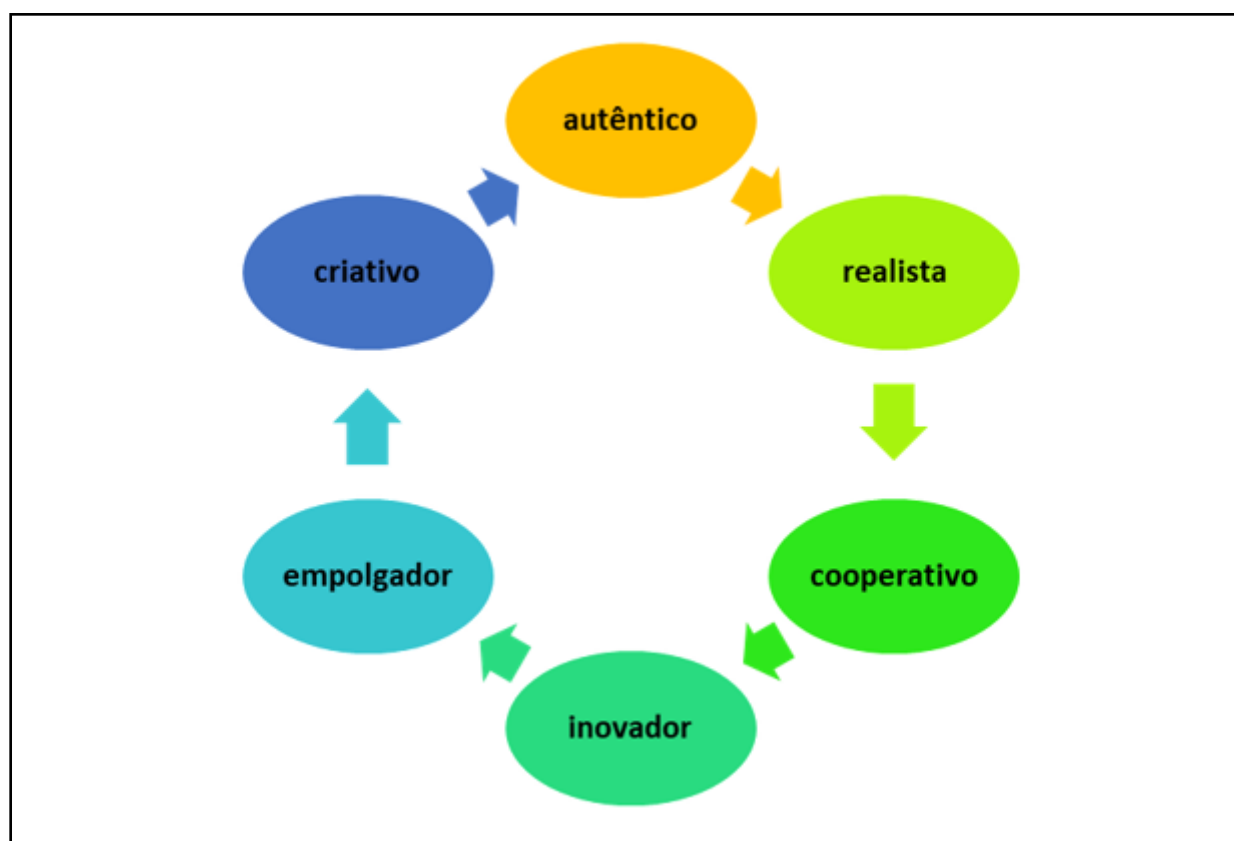 autêntico
realista
cooperativo
inovador
empolgador
criativo